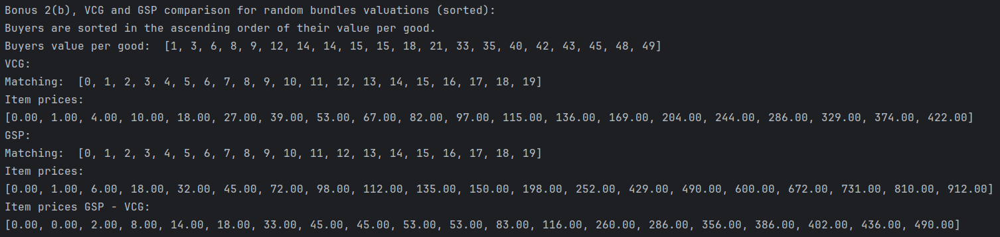 Bonus 2(b), VCG and GSP comparison for random bundles valuations (sorted):
Buyers are sorted in the ascending order of their value per good.
Buyers value per good:  [1, 3, 6, 8, 9, 12, 14, 14, 15, 15, 18, 21, 33, 35, 40, 42, 43, 45, 48, 49]
VCG:
Matching:  [0, 1, 2, 3, 4, 5, 6, 7, 8, 9, 10, 11, 12, 13, 14, 15, 16, 17, 18, 19]
Item prices:
[0.00, 1.00, 4.00, 10.00, 18.00, 27.00, 39.00, 53.00, 67.00, 82.00, 97.00, 115.00, 136.00, 169.00, 204.00, 244.00, 286.00, 329.00, 374.00, 422.00]
GSP:
Matching:  [0, 1, 2, 3, 4, 5, 6, 7, 8, 9, 10, 11, 12, 13, 14, 15, 16, 17, 18, 19]
Item prices:
[0.00, 1.00, 6.00, 18.00, 32.00, 45.00, 72.00, 98.00, 112.00, 135.00, 150.00, 198.00, 252.00, 429.00, 490.00, 600.00, 672.00, 731.00, 810.00, 912.00]
Item prices GSP - VCG:
[0.00, 0.00, 2.00, 8.00, 14.00, 18.00, 33.00, 45.00, 45.00, 53.00, 53.00, 83.00, 116.00, 260.00, 286.00, 356.00, 386.00, 402.00, 436.00, 490.00]